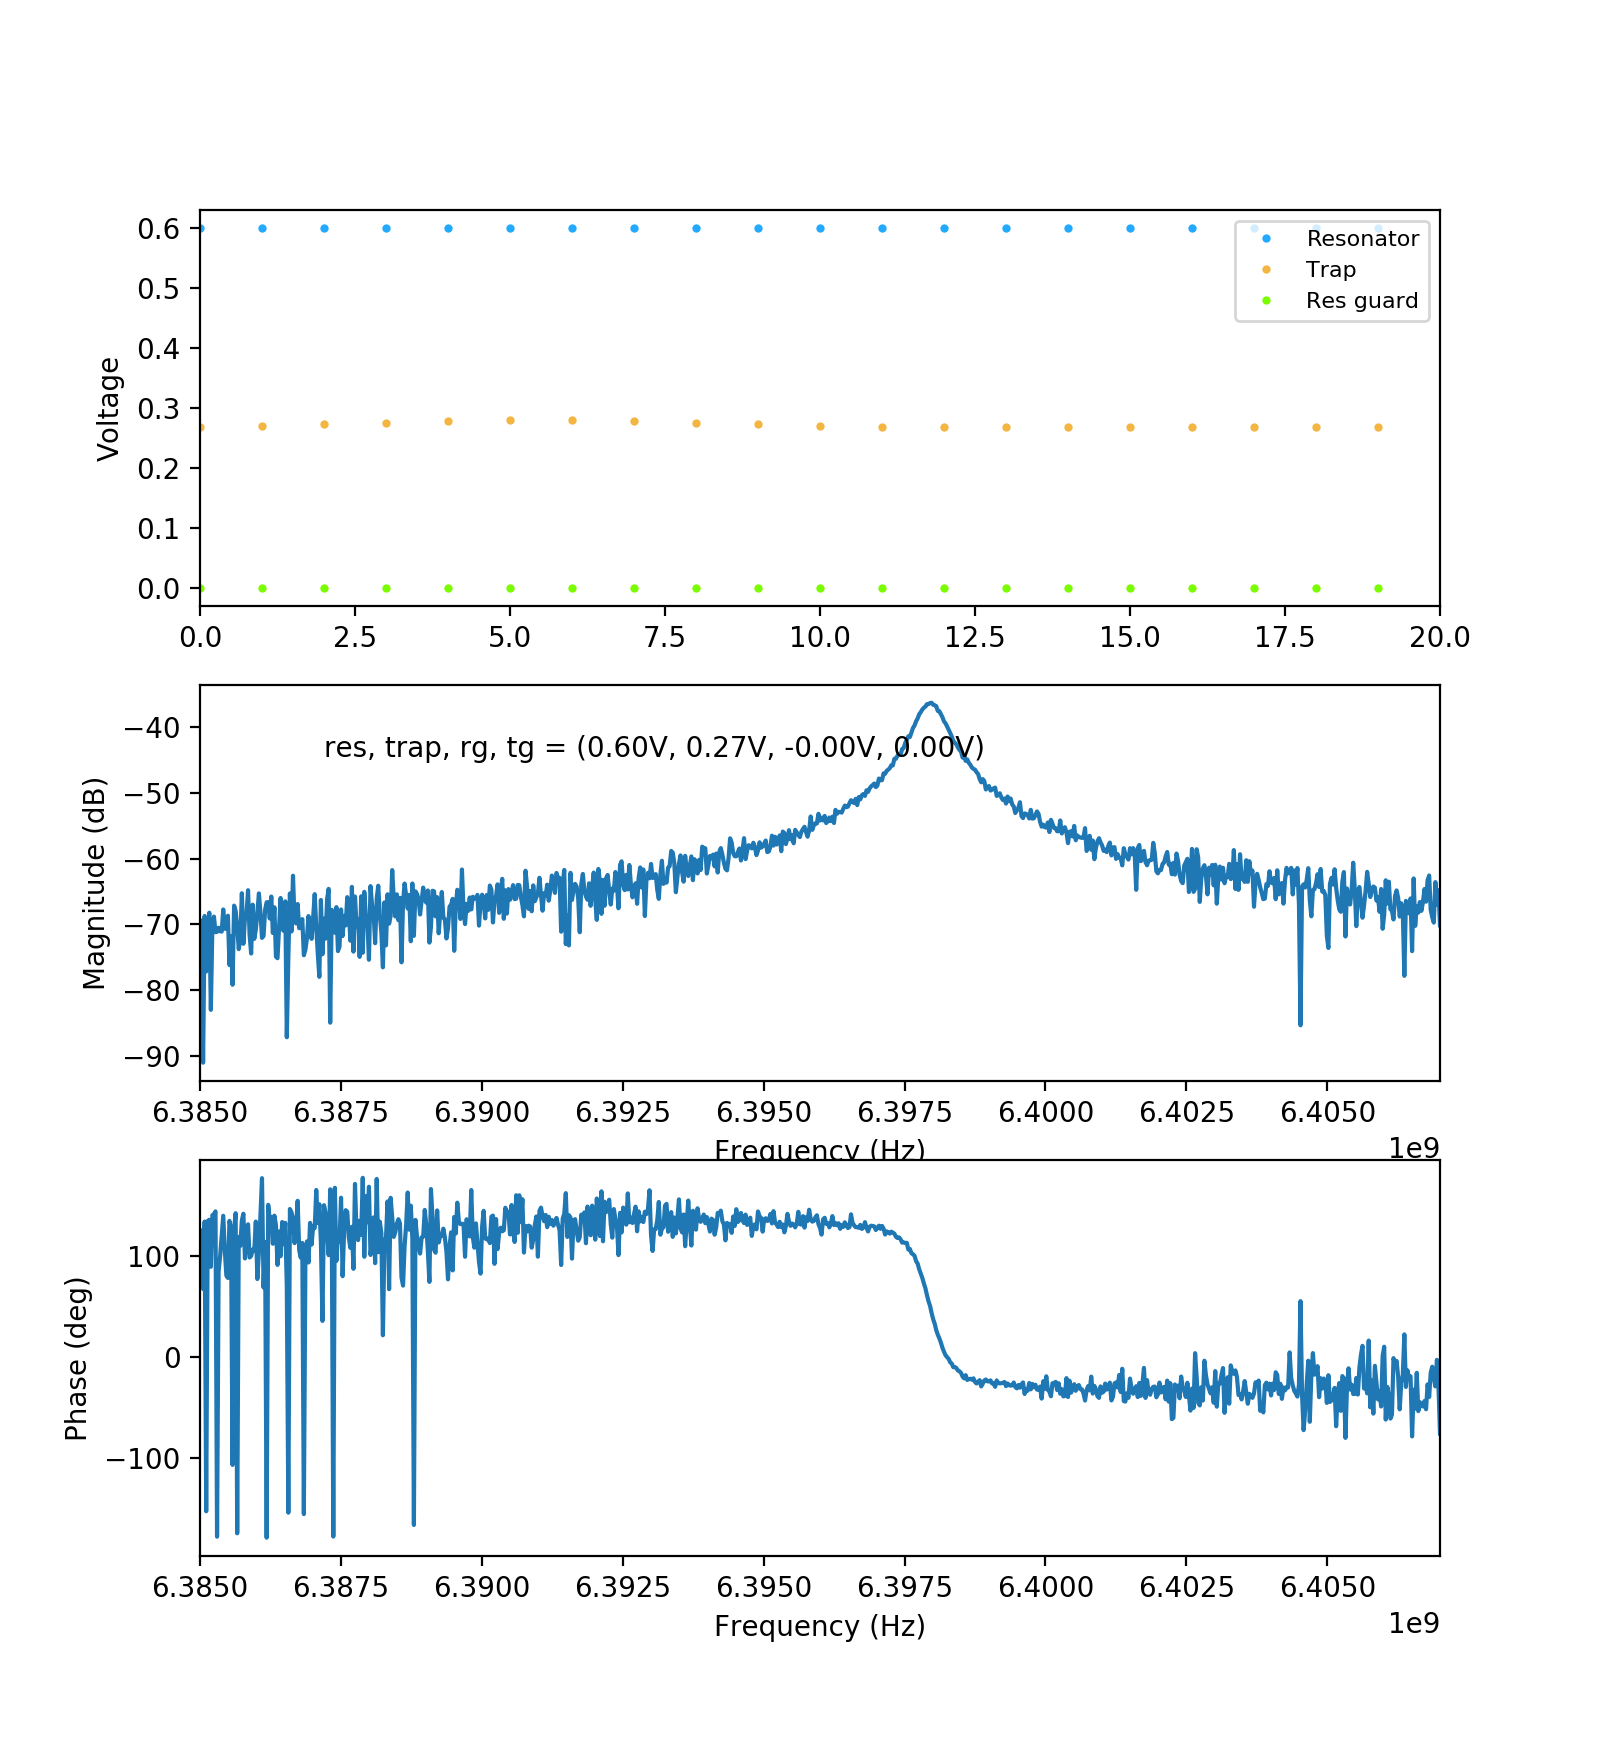 0.6
0.5
0.4
0.3
0.2
0.1
0.0
Voltage
Resonator
Trap
Res guard
0.0 2.5 5.0 7.5 10.0 12.5 15.0 17.5 20.0
−40
−50
−60
−70
−80
−90
Magnitude (dB)
res, trap, rg, tg = (0.60V, 0.27V, -0.00V, 0.00V)
6.3850 6.3875 6.3900 6.3925 6.3950 6.3975 6.4000 6.4025 6.4050
Frequency (Hz)
1e9
100
0
−100
Phase (deg)
6.3850 6.3875 6.3900 6.3925 6.3950 6.3975 6.4000 6.4025 6.4050
Frequency (Hz)
1e9